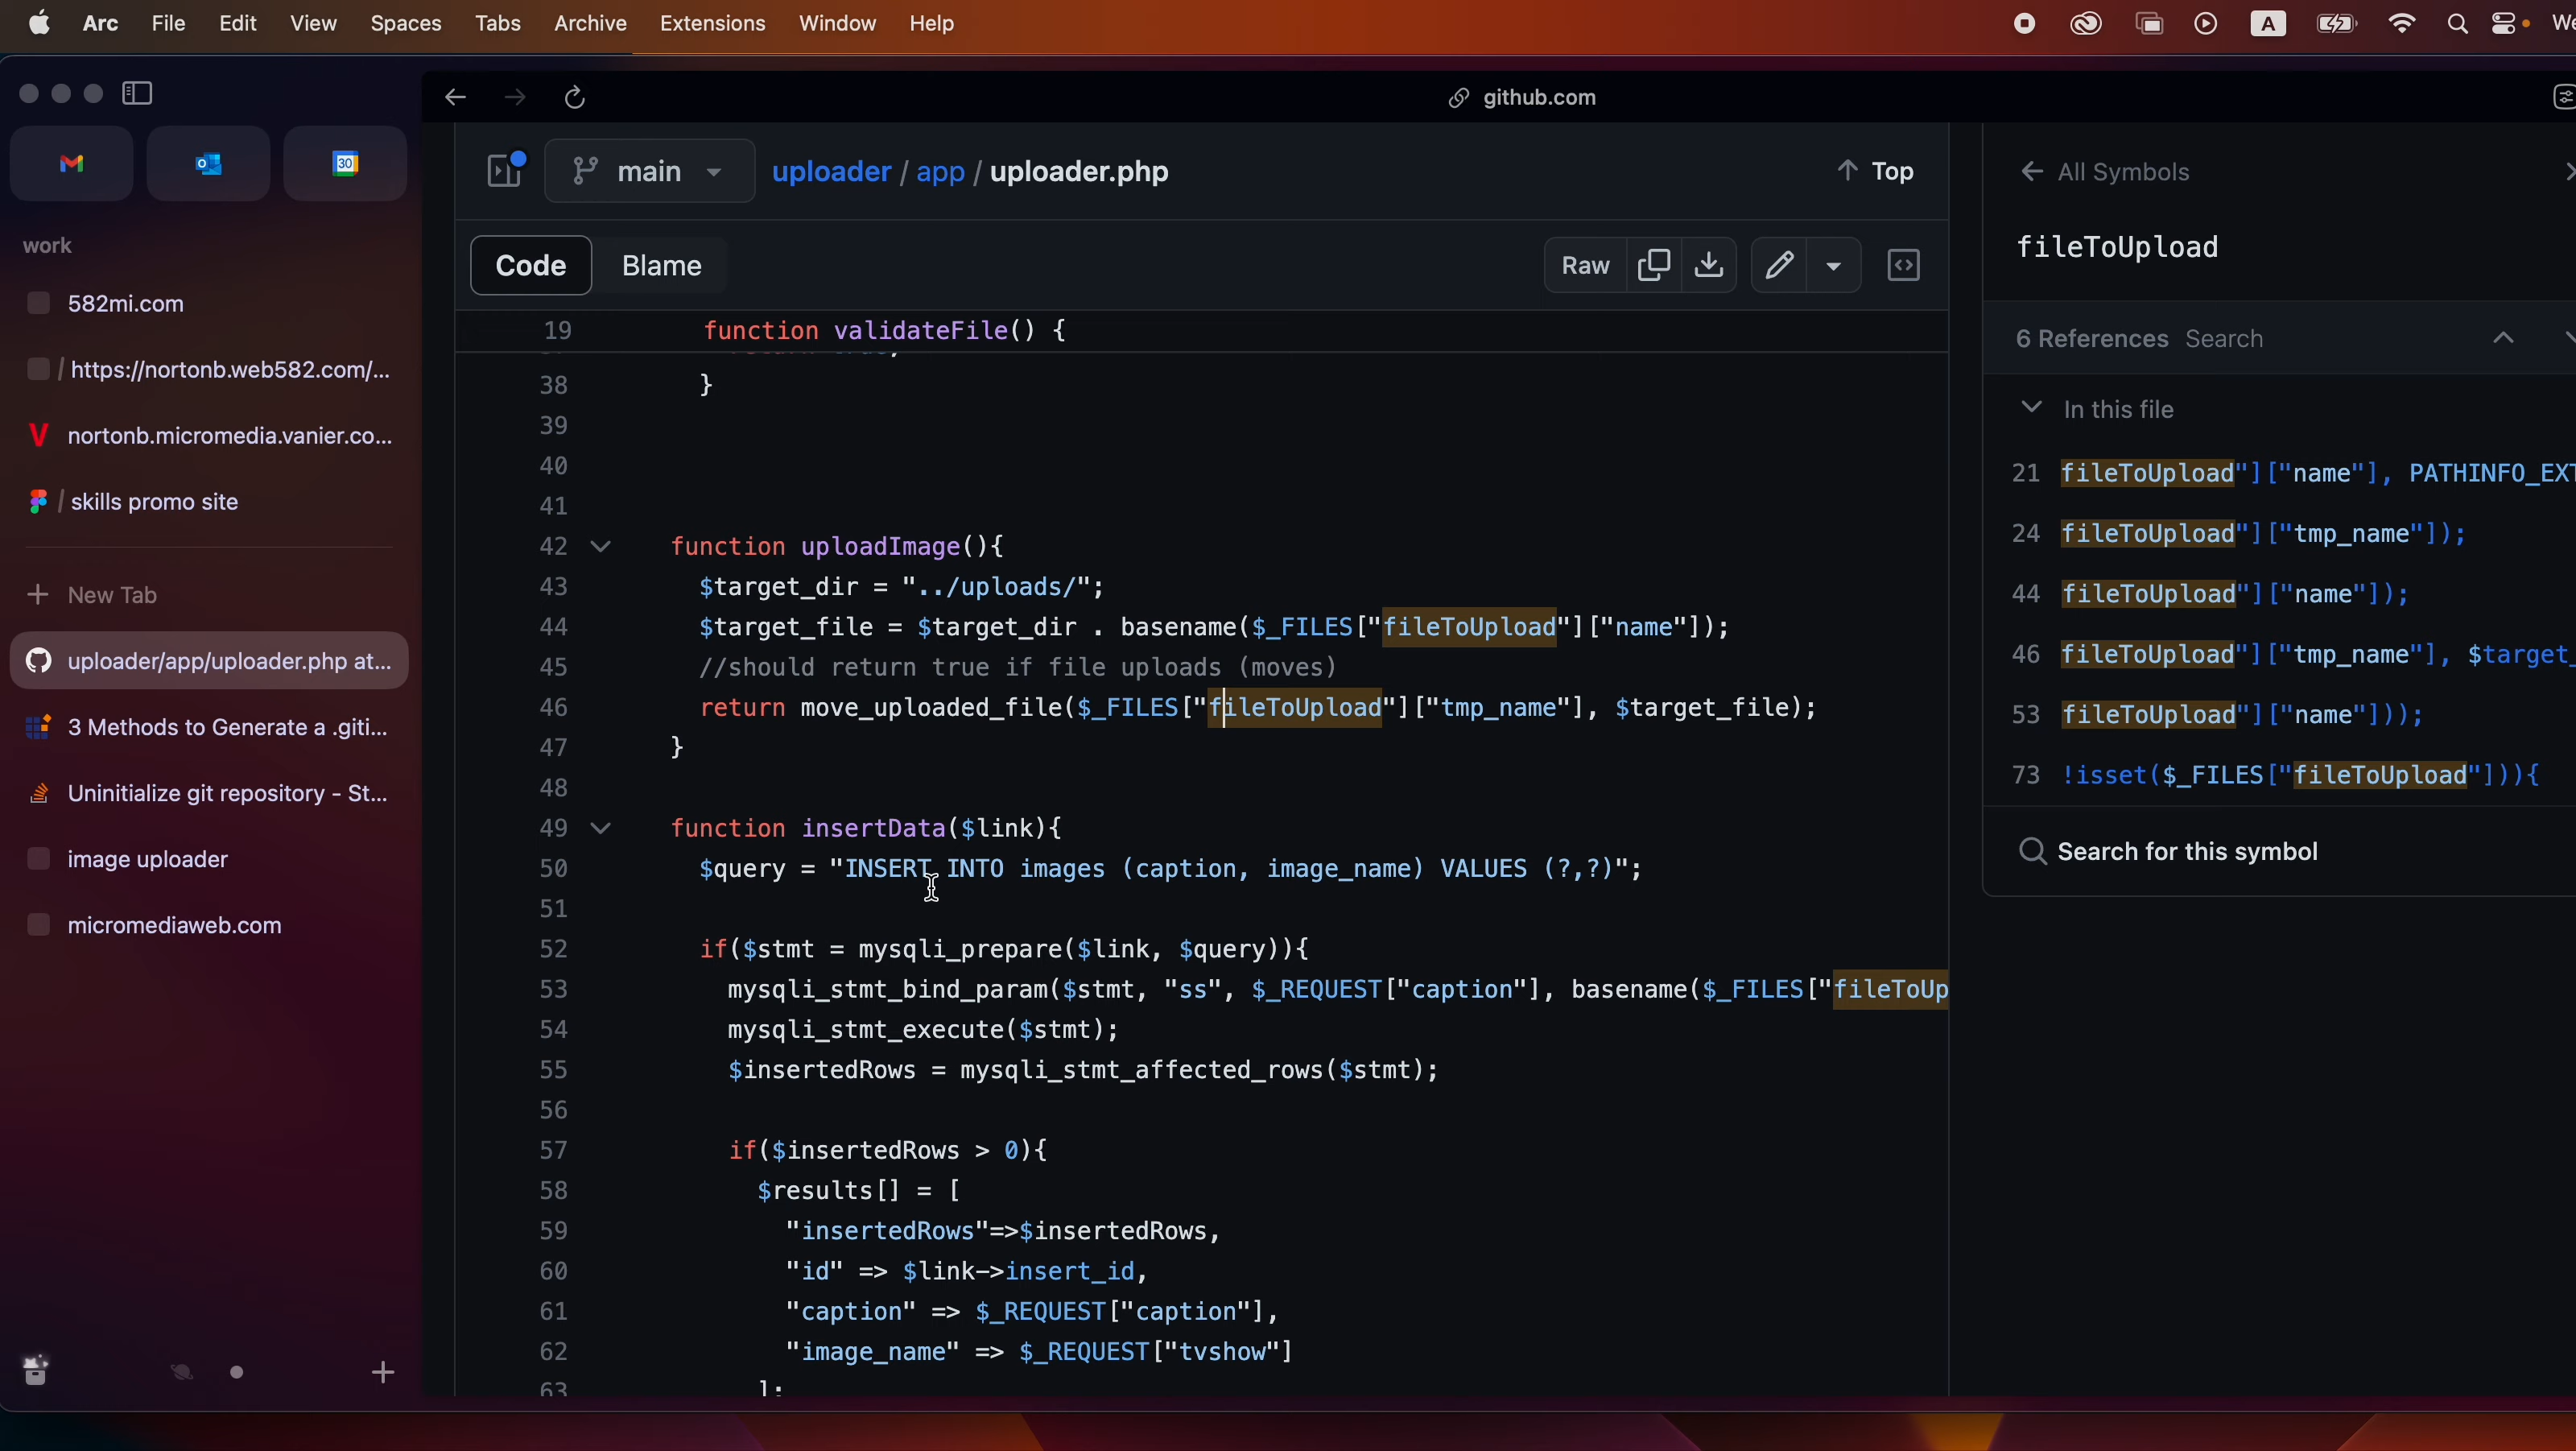 Arc File Edit View Spaces Tabs Archive Extensions Window Help
A
We
github.com
30
work
582mi.com
/ https://nortonb.web582.com/...
nortonb.micromedia.vanier.co...
/ skills promo site
New Tab
uploader/app/uploader.php at...
3 Methods to Generate a .giti...
Uninitialize git repository - St...
image uploader
micromediaweb.com
main
uploader / app / uploader.php
Top
Code Blame
Raw
19 function validateFile() {
38 }
39
40
41
42 function uploadImage(){
43 $target_dir = "../uploads/";
44 $target_file = $target_dir . basename($_FILES["fileToUpload"]["name"]);
45 //should return true if file uploads (moves)
46 return move_uploaded_file($_FILES["fileToUpload"]["tmp_name"], $target_file);
47 }
48
49 function insertData($link){
50 $query = "INSERT INTO images (caption, image_name) VALUES (?,?)";
51
52 if($stmt = mysqli_prepare($link, $query)){
53 mysqli_stmt_bind_param($stmt, "ss", $_REQUEST["caption"], basename($_FILES["fileToUp
54 mysqli_stmt_execute($stmt);
55 $insertedRows = mysqli_stmt_affected_rows($stmt);
56
57 if($insertedRows > 0){
58 $results[] = [
59 "insertedRows"=>$insertedRows,
60 "id" => $link->insert_id,
61 "caption" => $_REQUEST["caption"],
62 "image_name" => $_REQUEST["tvshow"]
63 ];
All Symbols
fileToUpload
6 References Search
In this file
21 fileToUpload"]["name"], PATHINFO_EXT
24 fileToUpload"]["tmp_name"]);
44 fileToUpload"]["name"]);
46 fileToUpload"]["tmp_name"], $target_
53 fileToUpload"]["name"]));
73 !isset($_FILES["fileToUpload"])){
Search for this symbol